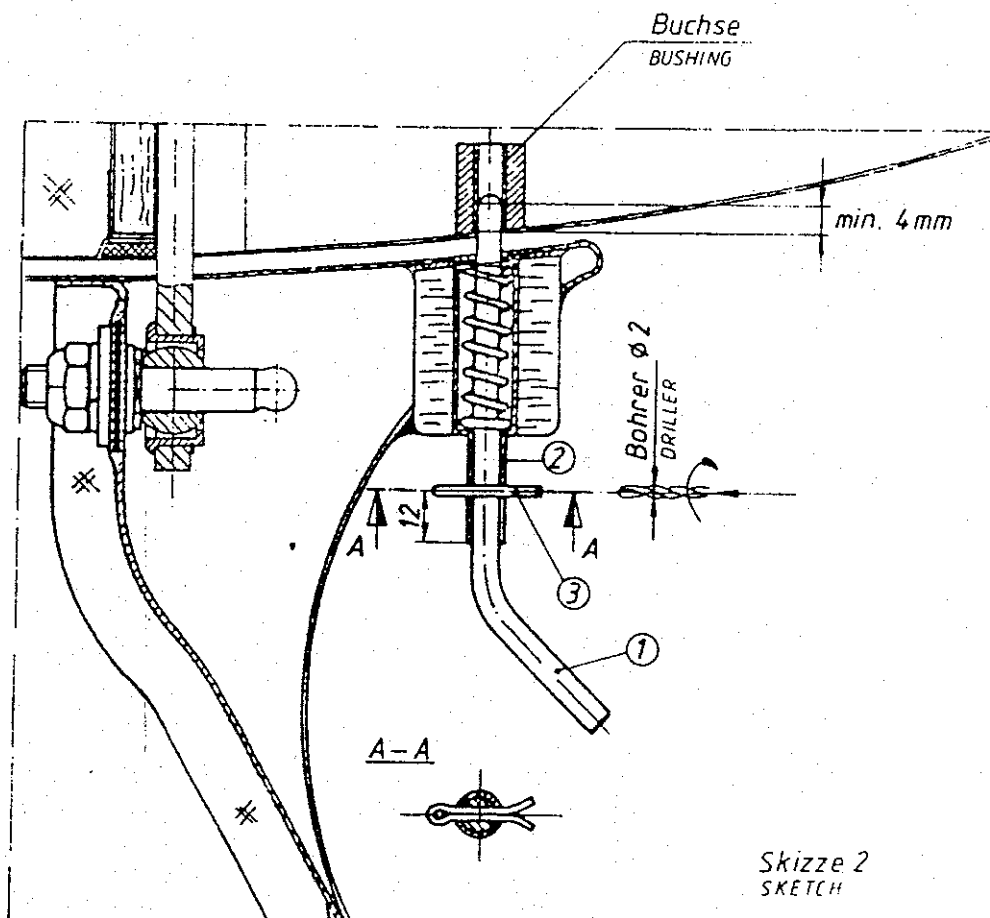 Buchse
BUSHING
min. 4mm
Bohrer ø 2
DRILLER
2
12
A
A
3
1
A-A
Skizze 2
SKETCH